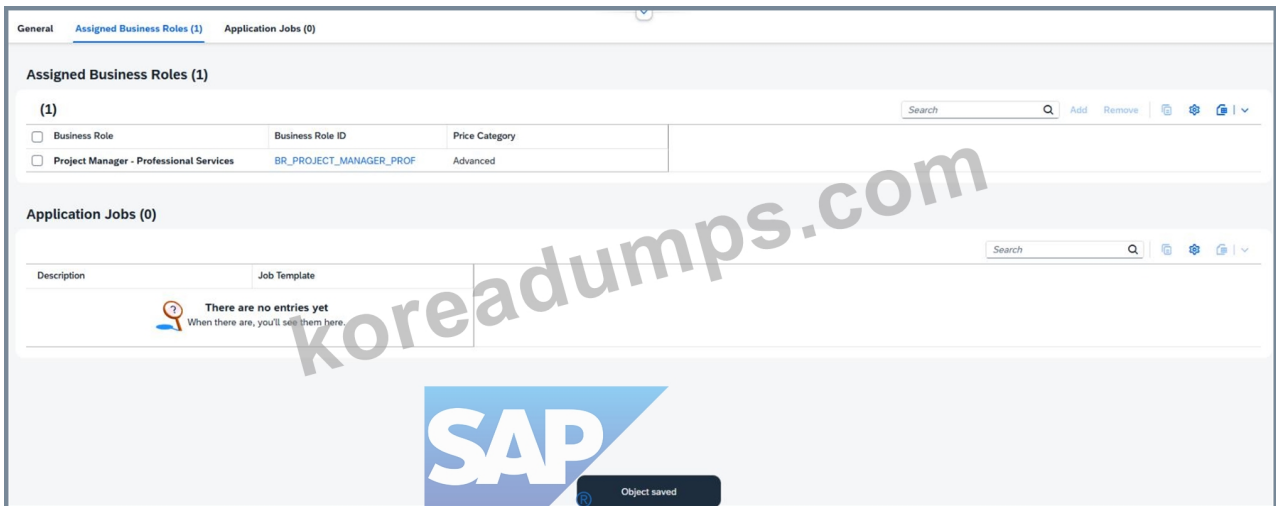 General Assigned Business Roles (1) Application Jobs (0)
Assigned Business Roles (1)
(1) Search Add Remove
Business Role Business Role ID Price Category
Project Manager - Professional Services BR_PROJECT_MANAGER_PROF Advanced
Application Jobs (0)
Search
Description Job Template
There are no entries yet
When there are, you'll see them here.
koreadumps.com
SAP
®
Object saved